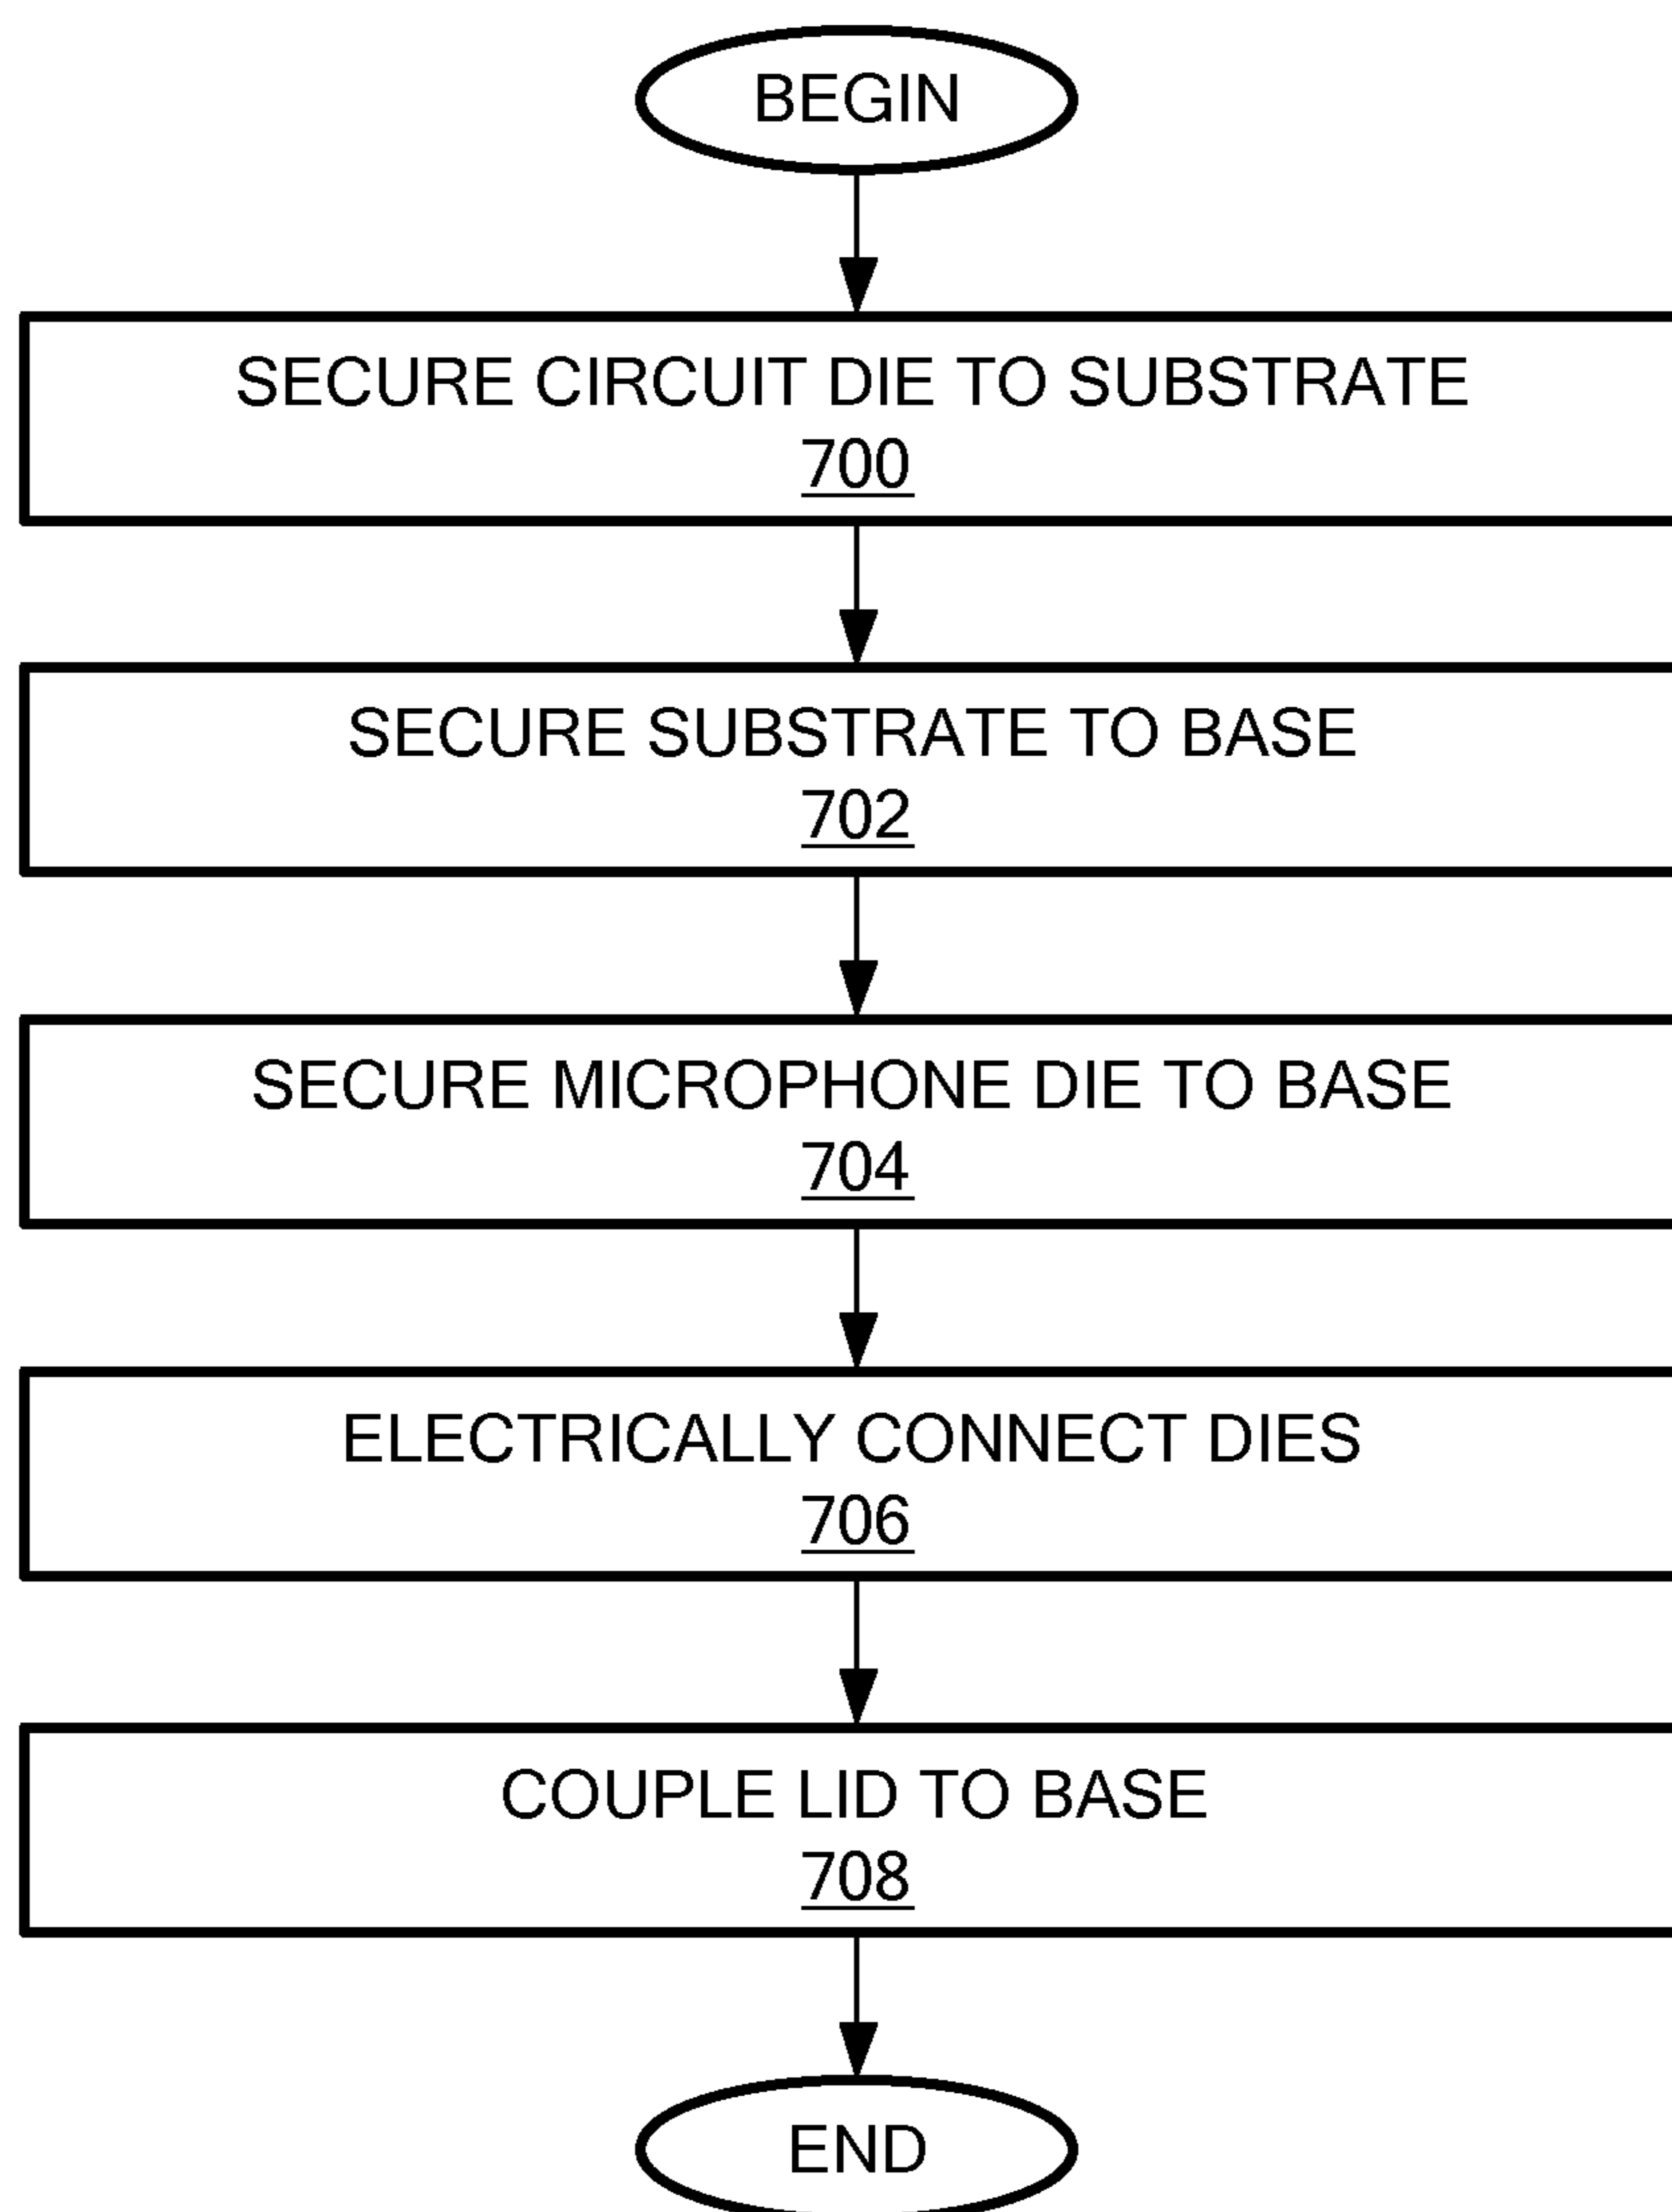 BEGIN
SECURE CIRCUIT DIE TO SUBSTRATE
700
SECURE SUBSTRATE TO BASE
702
SECURE MICROPHONE DIE TO BASE
704
ELECTRICALLY CONNECT DIES
706
COUPLE LID TO BASE
708
END